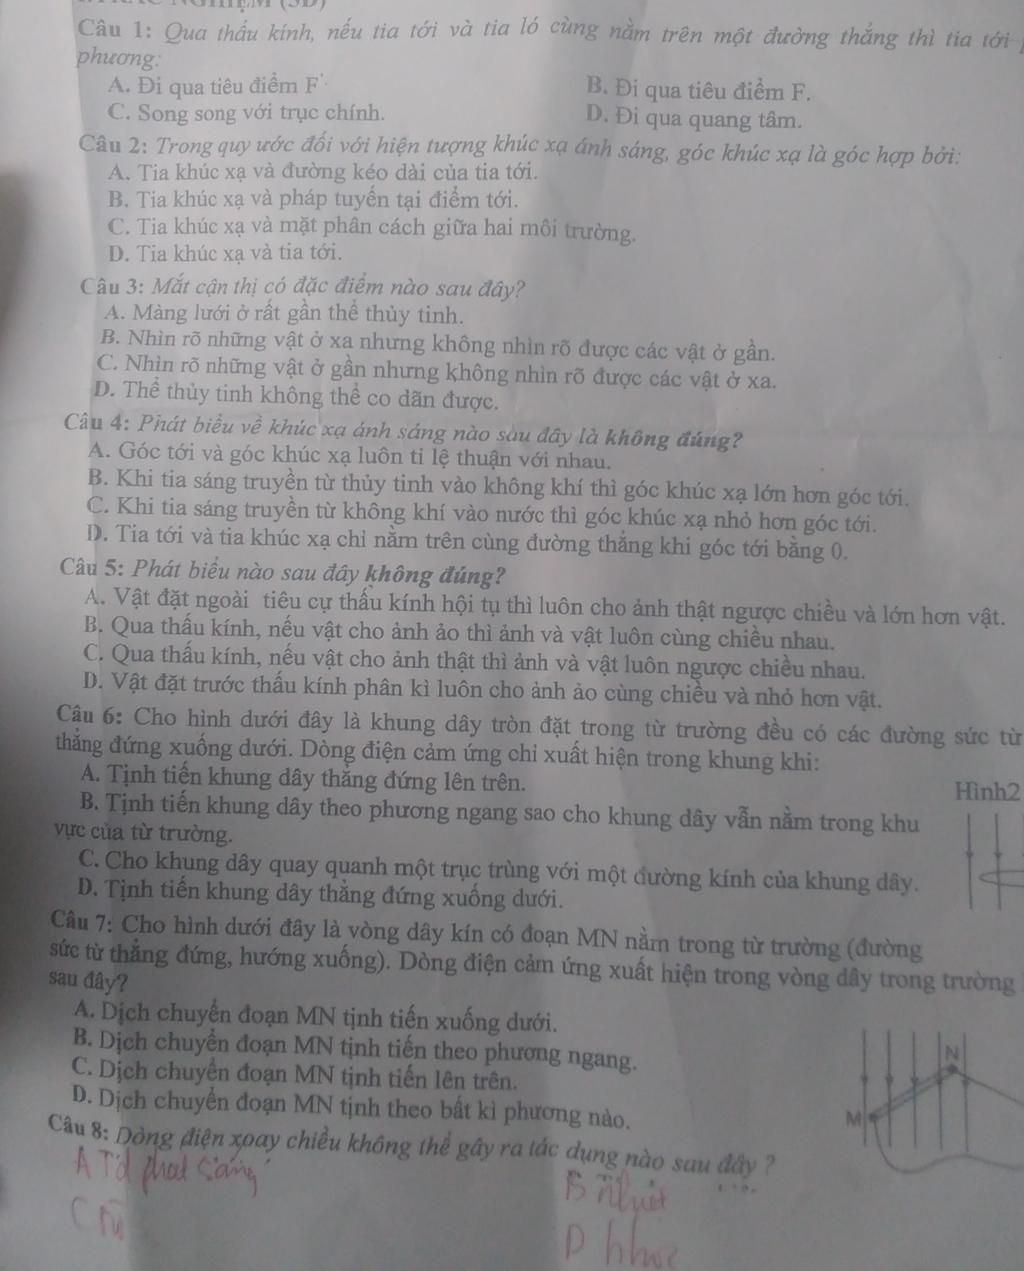 Câu 1: Qua thấu kính, nếu tia tới và tia ló cùng nằm trên một đường thẳng thì tia tới
phương:
A. Đi qua tiêu điểm F'
B. Đi qua tiêu điểm F.
C. Song song với trục chính.
D. Đi qua quang tâm.
Câu 2: Trong quy ước đối với hiện tượng khúc xạ ánh sáng, góc khúc xạ là góc hợp bởi:
A. Tia khúc xạ và đường kéo dài của tia tới.
B. Tia khúc xạ và pháp tuyến tại điểm tới.
C. Tia khúc xạ và mặt phân cách giữa hai môi trường.
D. Tia khúc xạ và tia tới.
Câu 3: Mắt cận thị có đặc điểm nào sau đây?
A. Màng lưới ở rất gần thể thủy tinh.
B. Nhìn rõ những vật ở xa nhưng không nhìn rõ được các vật ở gần.
C. Nhìn rõ những vật ở gần nhưng không nhìn rõ được các vật ở xa.
D. Thể thủy tinh không thể co dãn được.
Câu 4: Phát biểu về khúc xạ ánh sáng nào sau đây là không đúng?
A. Góc tới và góc khúc xạ luôn tỉ lệ thuận với nhau.
B. Khi tia sáng truyền từ thủy tinh vào không khí thì góc khúc xạ lớn hơn góc tới.
C. Khi tia sáng truyền từ không khí vào nước thì góc khúc xạ nhỏ hơn góc tới.
D. Tia tới và tia khúc xạ chỉ nằm trên cùng đường thẳng khi góc tới bằng 0.
Câu 5: Phát biểu nào sau đây không đúng?
A. Vật đặt ngoài tiêu cự thấu kính hội tụ thì luôn cho ảnh thật ngược chiều và lớn hơn vật.
B. Qua thấu kính, nếu vật cho ảnh ảo thì ảnh và vật luôn cùng chiều nhau.
C. Qua thấu kính, nếu vật cho ảnh thật thì ảnh và vật luôn ngược chiều nhau.
D. Vật đặt trước thấu kính phân kì luôn cho ảnh ảo cùng chiều và nhỏ hơn vật.
Câu 6: Cho hình dưới đây là khung dây tròn đặt trong từ trường đều có các đường sức từ
thẳng đứng xuống dưới. Dòng điện cảm ứng chỉ xuất hiện trong khung khi:
A. Tịnh tiến khung dây thẳng đứng lên trên.
Hình2
B. Tịnh tiến khung dây theo phương ngang sao cho khung dây vẫn nằm trong khu
vực của từ trường.
C. Cho khung dây quay quanh một trục trùng với một đường kính của khung dây.
D. Tịnh tiến khung dây thẳng đứng xuống dưới.
Câu 7: Cho hình dưới đây là vòng dây kín có đoạn MN nằm trong từ trường (đường
sức từ thẳng đứng, hướng xuống). Dòng điện cảm ứng xuất hiện trong vòng dây trong trường
sau đây?
A. Dịch chuyển đoạn MN tịnh tiến xuống dưới.
B. Dịch chuyển đoạn MN tịnh tiến theo phương ngang.
C. Dịch chuyển đoạn MN tịnh tiến lên trên.
D. Dịch chuyển đoạn MN tịnh theo bất kì phương nào.
N
M
Câu 8: Dòng điện xoay chiều không thể gây ra tác dụng nào sau đây ?
A Td phát sáng
B nhiệt
C từ
D hhọc